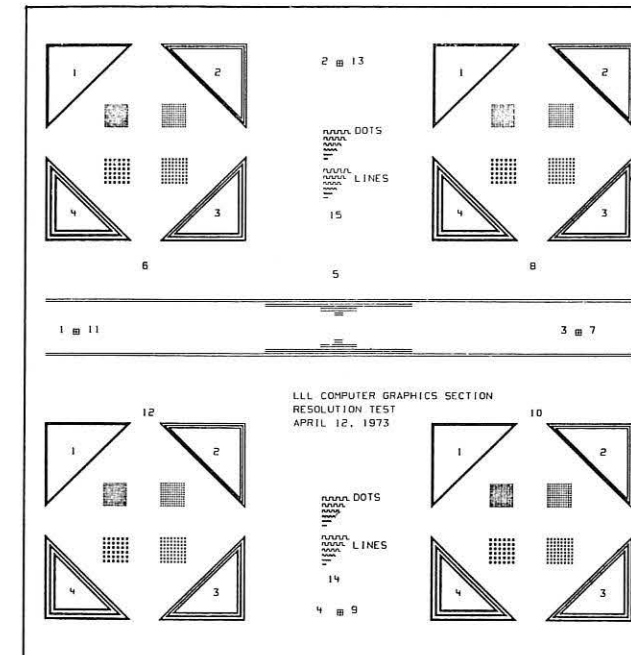 1 2 2 ⊞ 13 1 2
DOTS
LINES
4 3 15 4 3
6 5 8
1 ⊞ 11 3 ⊞ 7
LLL COMPUTER GRAPHICS SECTION
12 RESOLUTION TEST 10
APRIL 12, 1973
1 2 1 2
DOTS
LINES
14
4 3 4 3
4 ⊞ 9